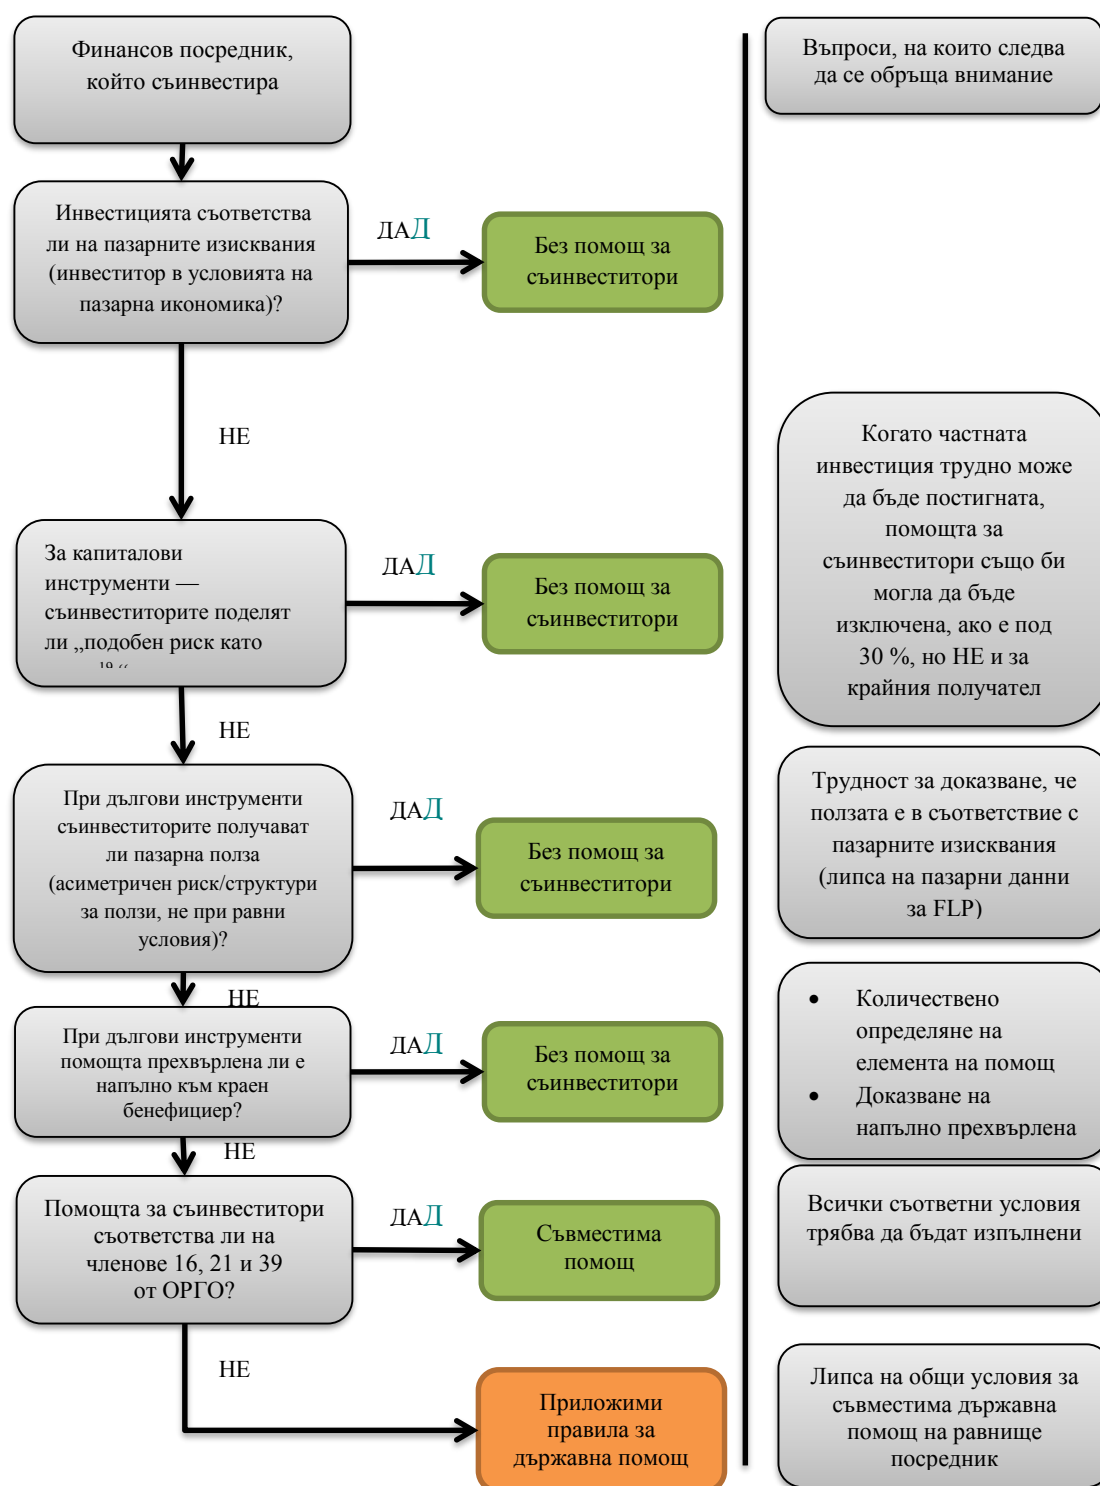 Финансов посредник,
който съинвестира
Въпроси, на които следва
да се обръща внимание
Инвестицията съответства
ли на пазарните изисквания
(инвеститор в условията на
пазарна икономика)?
ДАД
Без помощ за
съинвеститори
НЕ
Когато частната
инвестиция трудно може
да бъде постигната,
помощта за
съинвеститори също би
могла да бъде
изключена, ако е под
30 %, но НЕ и за
крайния получател
За капиталови
инструменти —
съинвеститорите поделят
ли „подобен риск като
19 “
ДАД
Без помощ за
съинвеститори
НЕ
При дългови инструменти
съинвеститорите получават
ли пазарна полза
(асиметричен риск/структури
за ползи, не при равни
условия)?
ДАД
Без помощ за
съинвеститори
Трудност за доказване, че
ползата е в съответствие с
пазарните изисквания
(липса на пазарни данни
за FLP)
НЕ
При дългови инструменти
помощта прехвърлена ли е
напълно към краен
бенефициер?
ДАД
Без помощ за
съинвеститори
• Количествено
определяне на
елемента на помощ
• Доказване на
напълно прехвърлена
НЕ
Помощта за съинвеститори
съответства ли на
членове 16, 21 и 39
от ОРГО?
ДАД
Съвместима
помощ
Всички съответни условия
трябва да бъдат изпълнени
НЕ
Приложими
правила за
държавна помощ
Липса на общи условия за
съвместима държавна
помощ на равнище
посредник